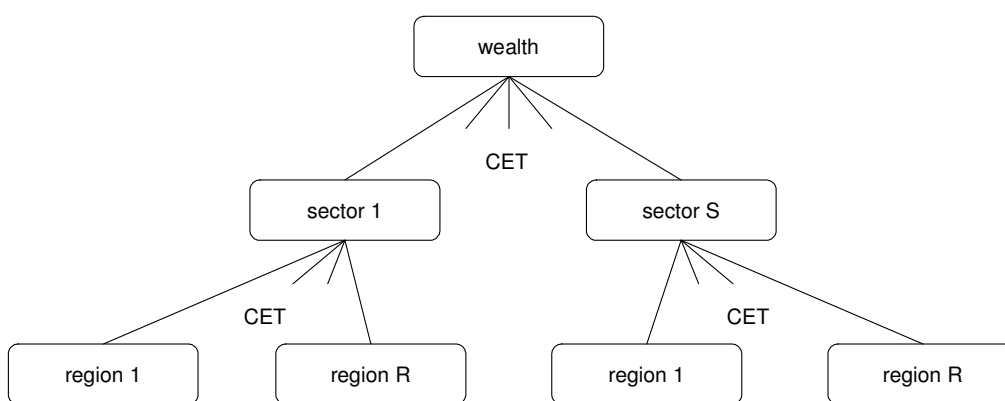 wealth
CET
sector 1
sector S
CET
CET
region 1
region R
region 1
region R